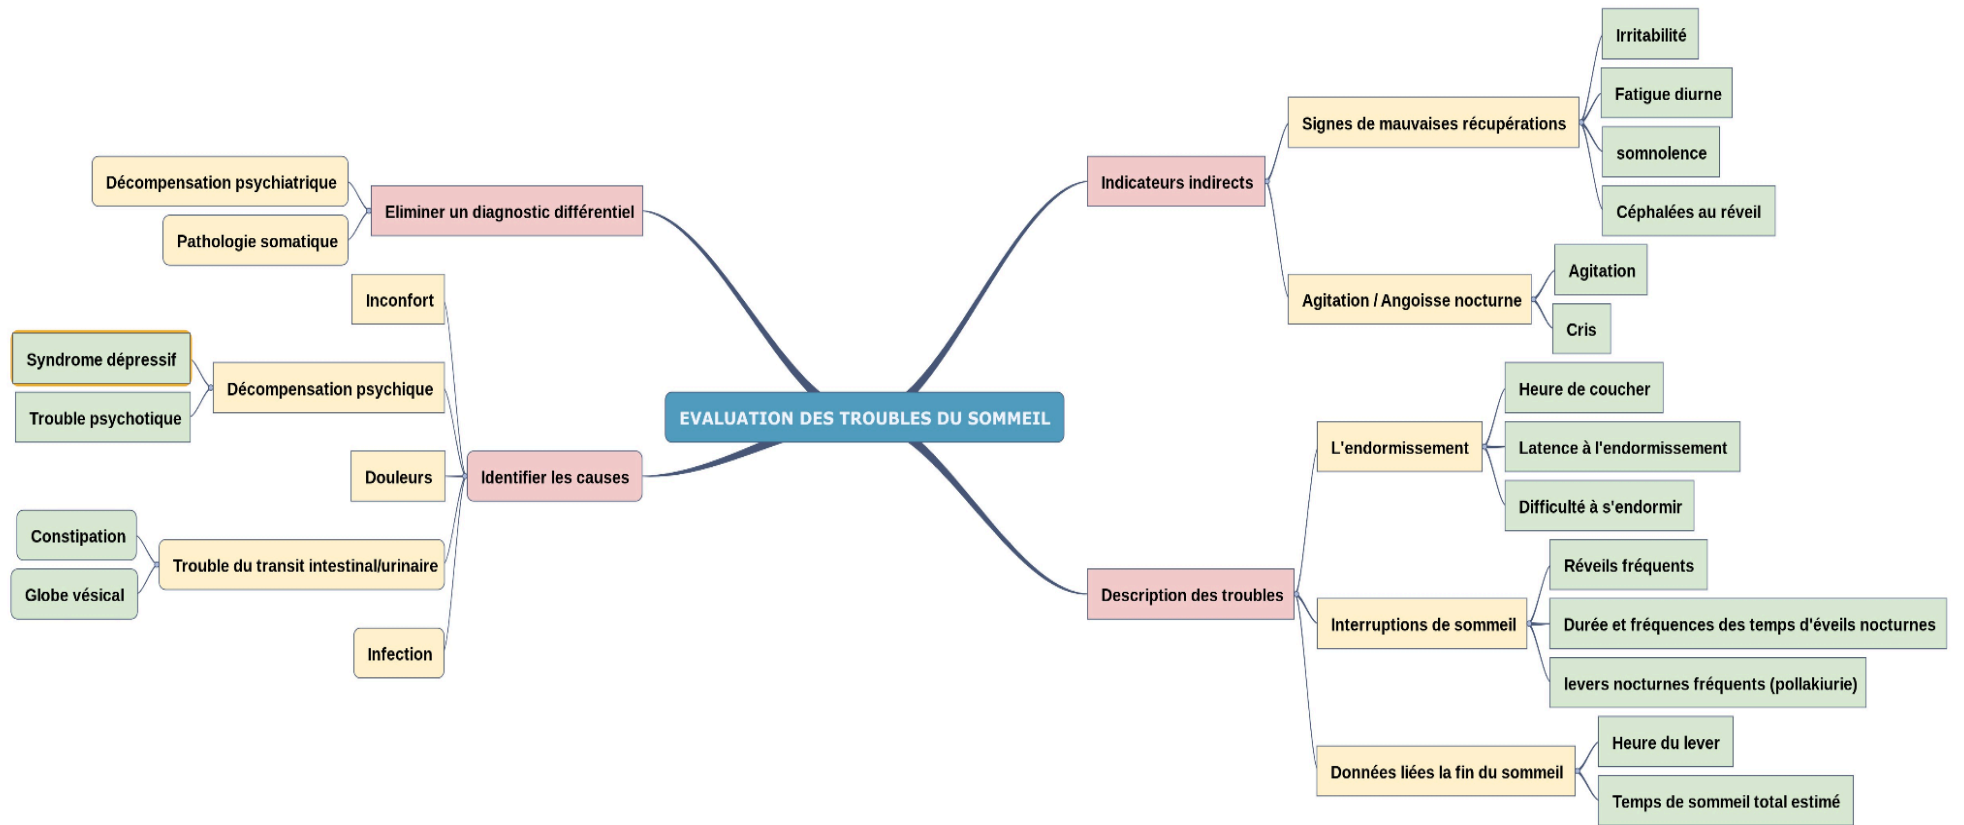 EVALUATION DES TROUBLES DU SOMMEIL
Eliminer un diagnostic différentiel
Décompensation psychiatrique
Pathologie somatique
Identifier les causes
Inconfort
Décompensation psychique
Syndrome dépressif
Trouble psychotique
Douleurs
Trouble du transit intestinal/urinaire
Constipation
Globe vésical
Infection
Indicateurs indirects
Signes de mauvaises récupérations
Irritabilité
Fatigue diurne
somnolence
Céphalées au réveil
Agitation / Angoisse nocturne
Agitation
Cris
Description des troubles
L'endormissement
Heure de coucher
Latence à l'endormissement
Difficulté à s'endormir
Interruptions de sommeil
Réveils fréquents
Durée et fréquences des temps d'éveils nocturnes
levers nocturnes fréquents (pollakiurie)
Données liées la fin du sommeil
Heure du lever
Temps de sommeil total estimé